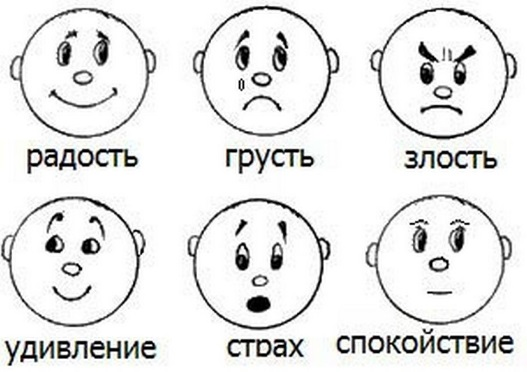 радость грусть злость
удивление страх спокойствие